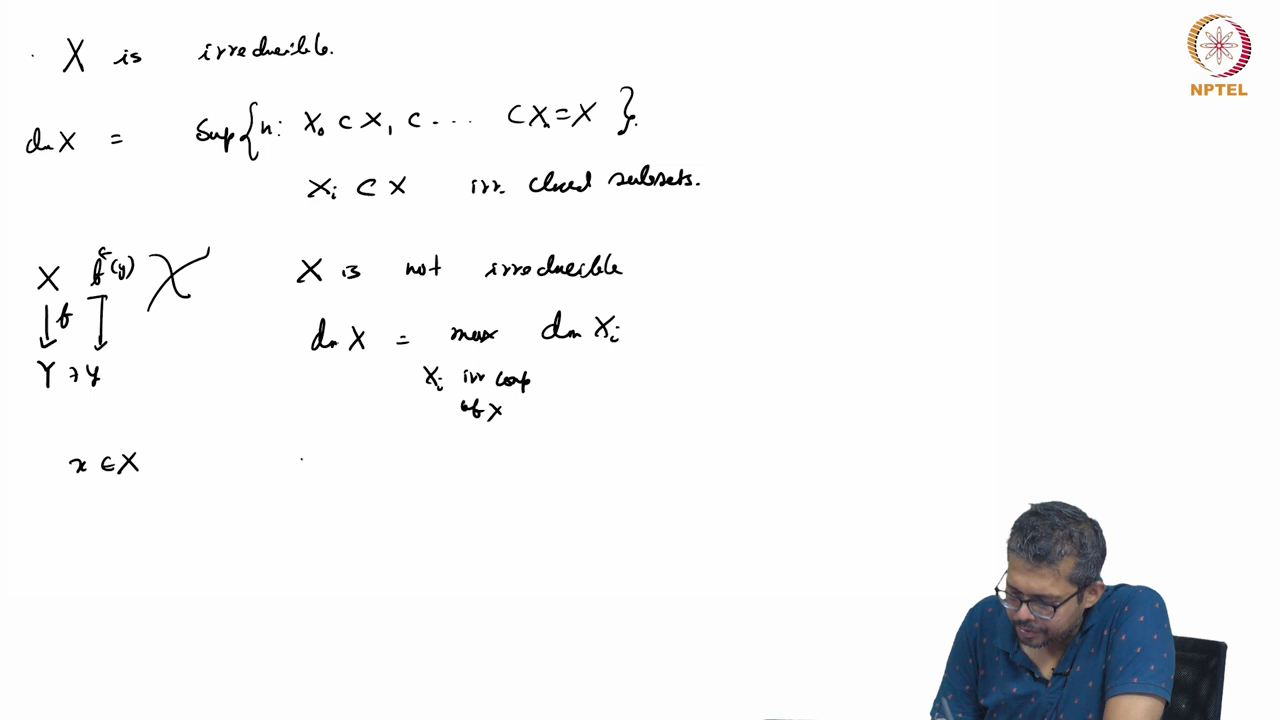 NPTEL
· X is irreducible.
dim X = Sup { n: X₀ ⊂ X₁ ⊂ ... ⊂ Xₙ = X }.
Xᵢ ⊂ X irr. closed subsets.
X f⁻¹(y) X is not irreducible
↓ f ↓
dim X = max dim Xᵢ
Y ∋ y Xᵢ irr comp
of X
x ∈ X